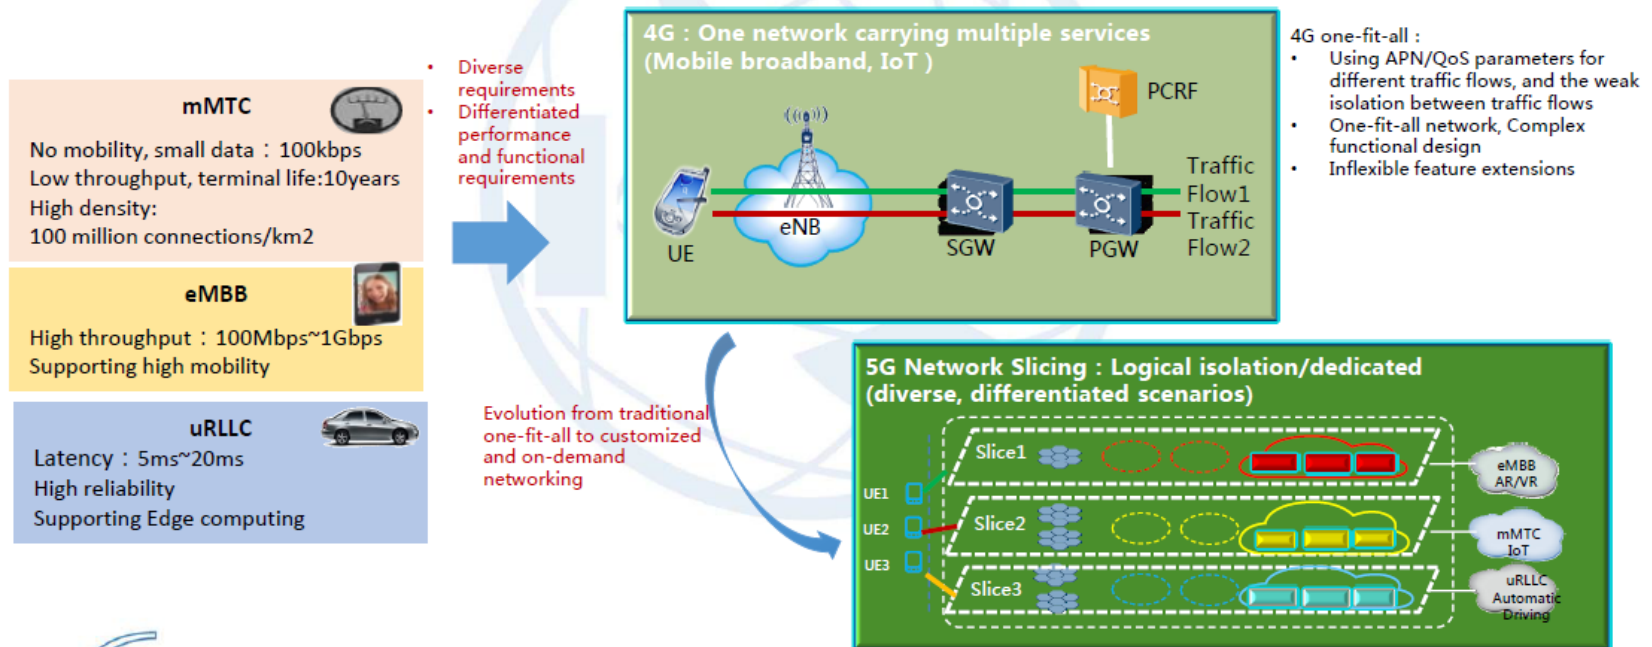 mMTC
No mobility, small data：100kbps
Low throughput, terminal life:10years
High density:
100 million connections/km2
eMBB
High throughput：100Mbps~1Gbps
Supporting high mobility
uRLLC
Latency：5ms~20ms
High reliability
Supporting Edge computing
• Diverse
requirements
• Differentiated
performance
and functional
requirements
4G：One network carrying multiple services
(Mobile broadband, IoT )
PCRF
UE
eNB
SGW
PGW
Traffic
Flow1
Traffic
Flow2
4G one-fit-all：
• Using APN/QoS parameters for
different traffic flows, and the weak
isolation between traffic flows
• One-fit-all network, Complex
functional design
• Inflexible feature extensions
Evolution from traditional
one-fit-all to customized
and on-demand
networking
5G Network Slicing：Logical isolation/dedicated
(diverse, differentiated scenarios)
UE1
UE2
UE3
Slice1
Slice2
Slice3
eMBB
AR/VR
mMTC
IoT
uRLLC
Automatic
Driving